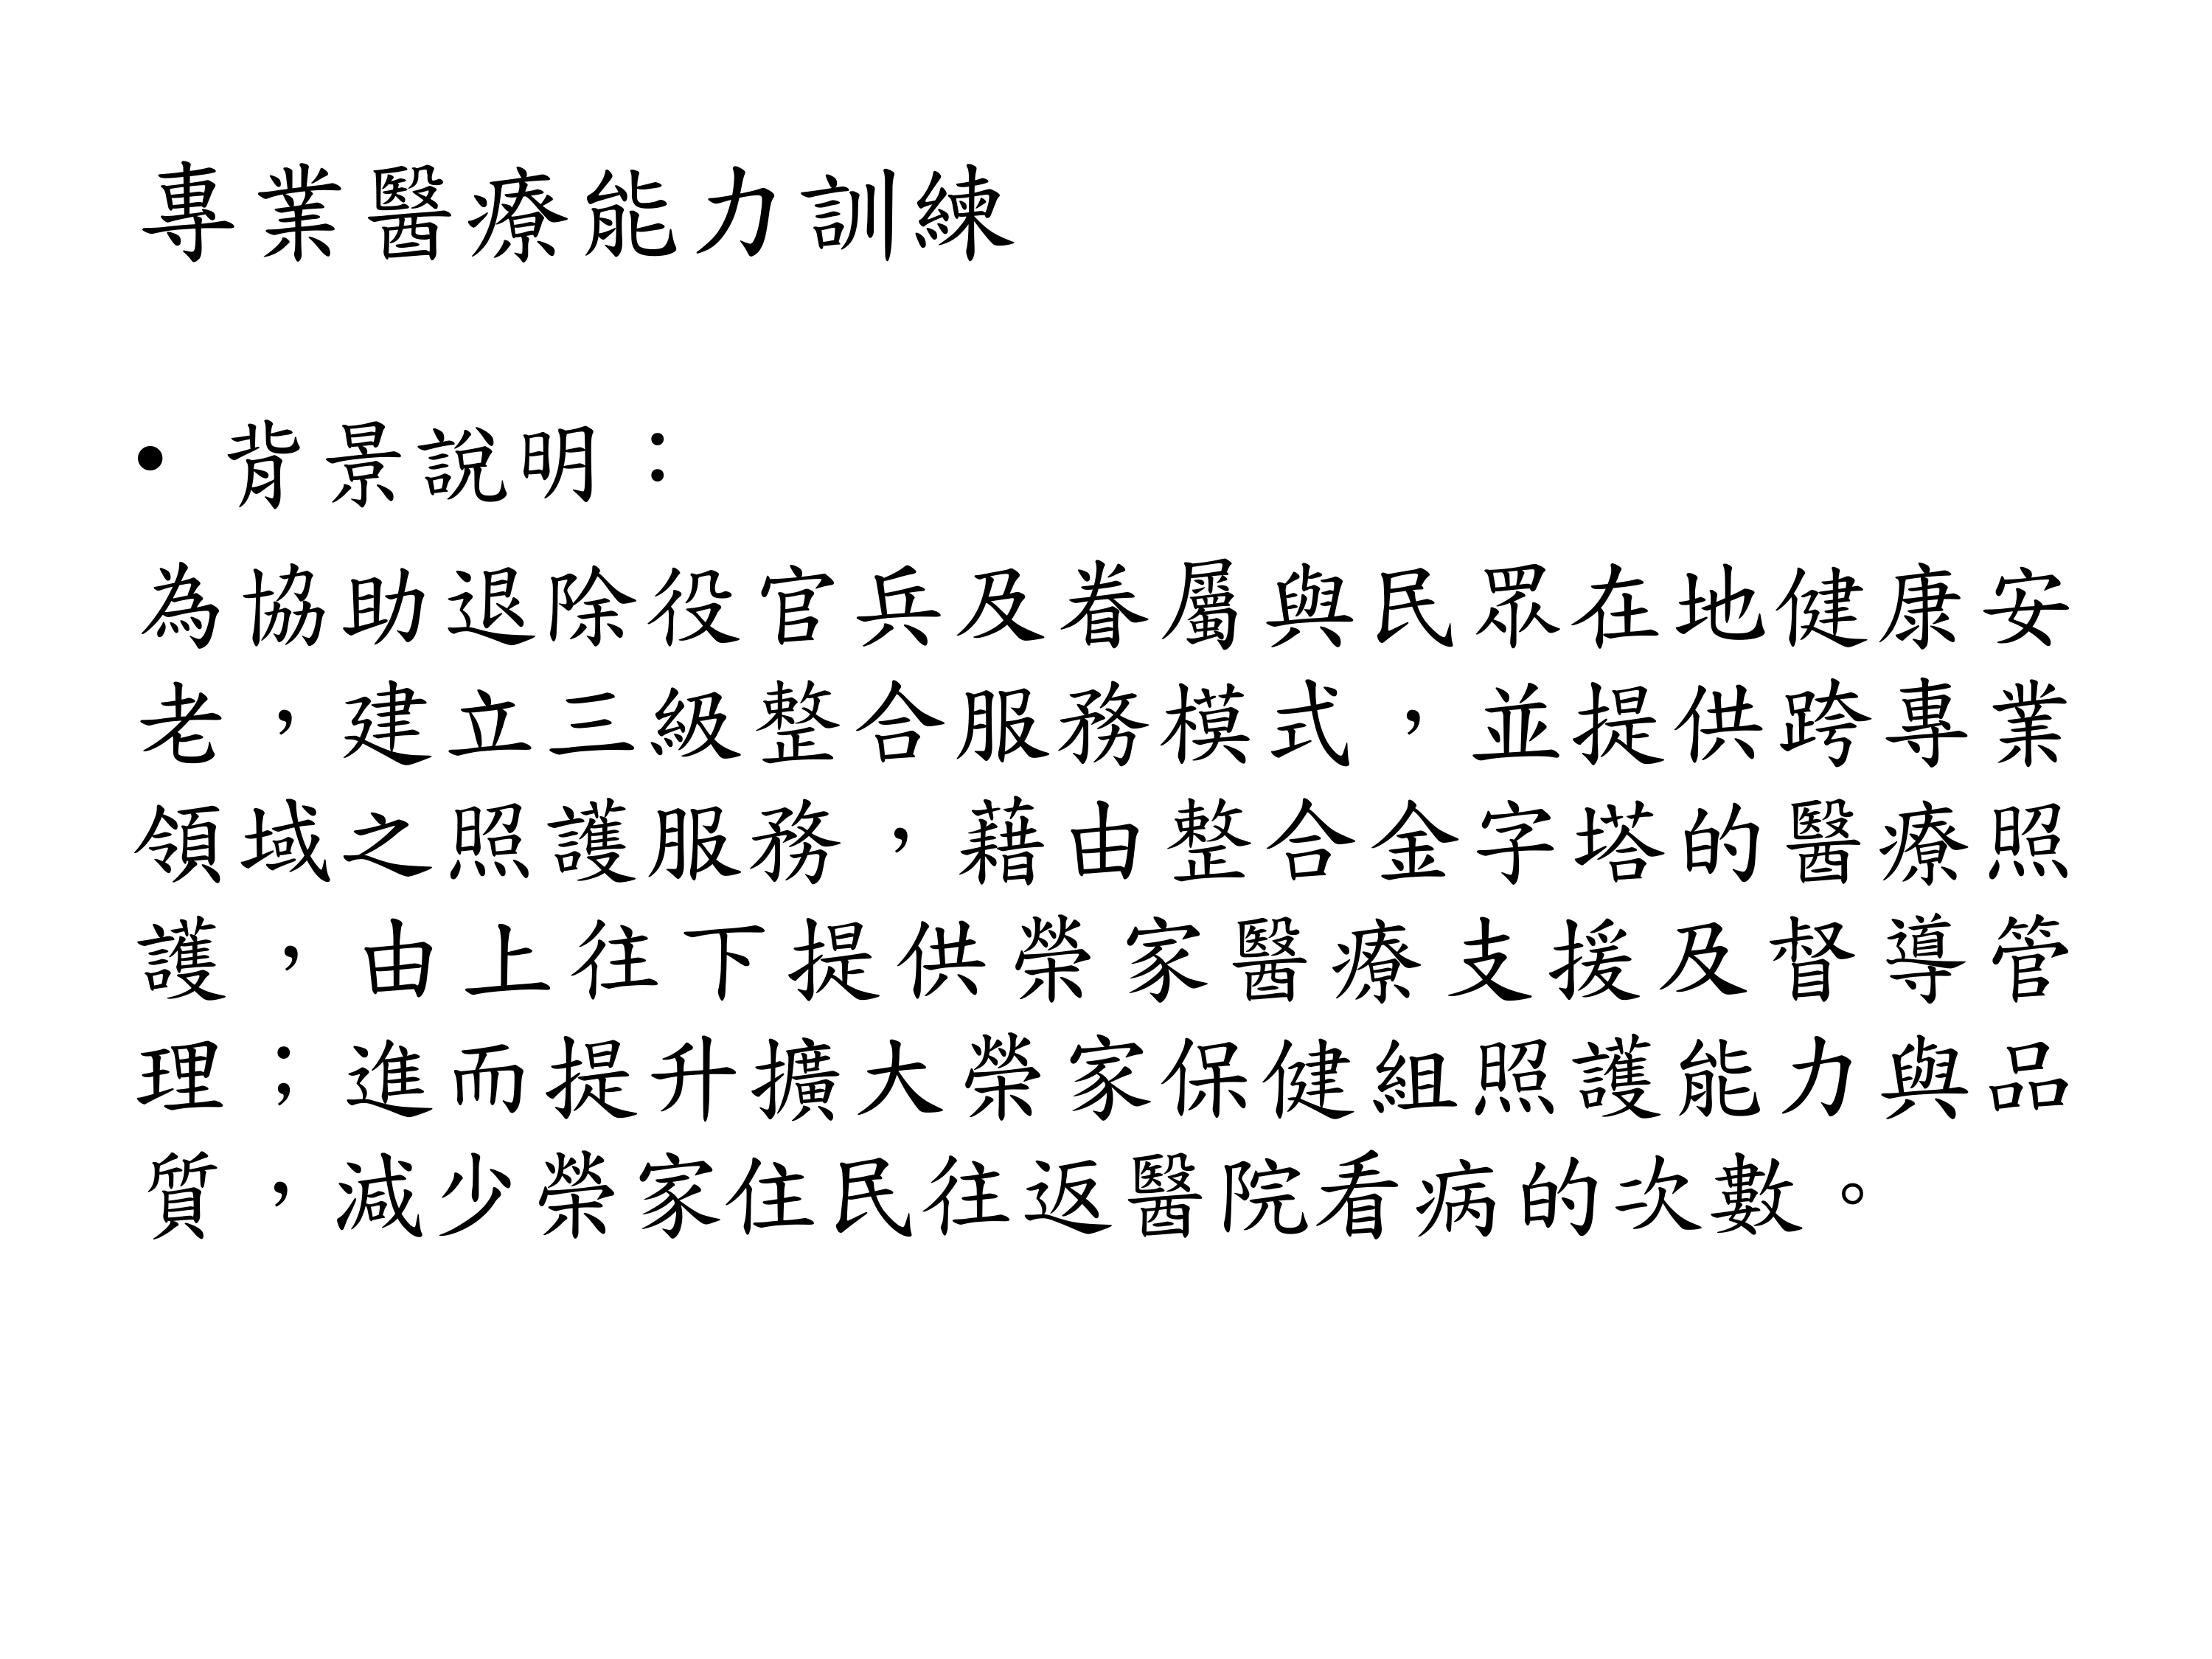 專業醫療能力訓練
• 背景說明：
為協助退除役官兵及眷屬與民眾在地健康安
老，建立三級整合服務模式，並提供跨專業
領域之照護服務，藉由聯合金字塔的醫療照
護，由上往下提供榮家醫療支援及督導管
理；進而提升擴大榮家保健組照護能力與品
質，減少榮家住民往返醫院看病的次數。